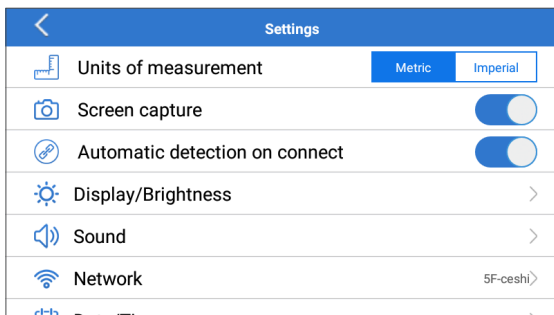 Settings
Units of measurement Metric Imperial
Screen capture
Automatic detection on connect
Display/Brightness
Sound
Network 5F-ceshi